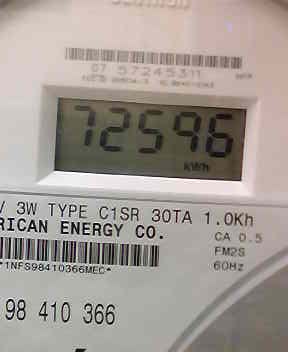 07 57245311
72596
kWh
V 3W TYPE C1SR 30TA 1.0Kh
RICAN ENERGY CO.
CA 0.5
FM2S
60Hz
*1NFS98410366MEC*
98 410 366